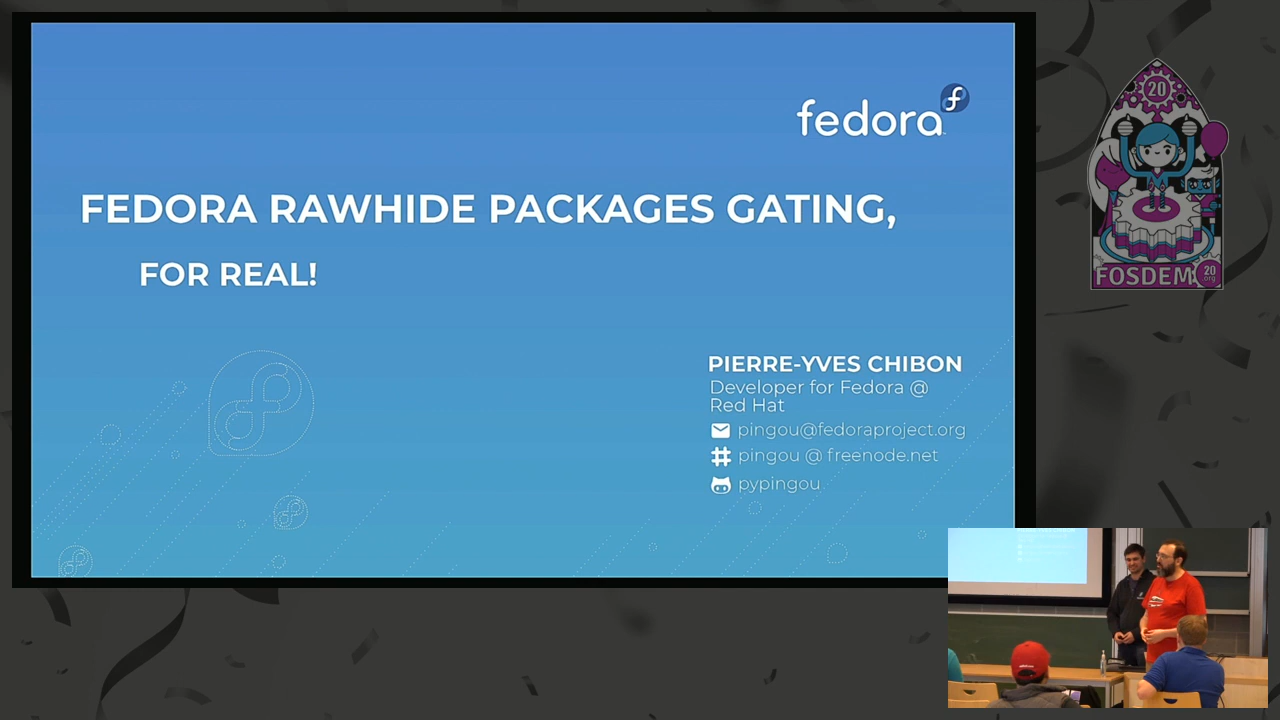 fedora
FEDORA RAWHIDE PACKAGES GATING,
FOR REAL!
PIERRE-YVES CHIBON
Developer for Fedora @
Red Hat
pingou@fedoraproject.org
pingou @ freenode.net
pypingou
20
FOSDEM
20
.org